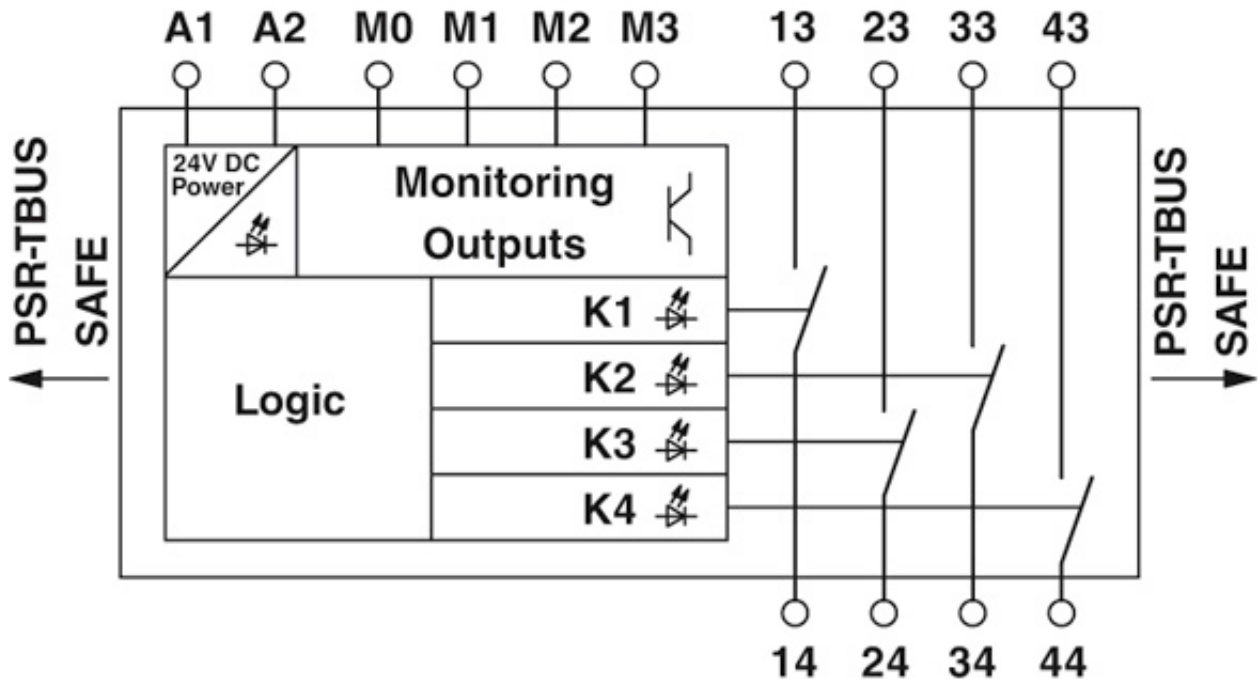 A1 A2 M0 M1 M2 M3 13 23 33 43
PSR-TBUS
SAFE
24V DC
Power
Monitoring
Outputs
Logic
K1
K2
K3
K4
PSR-TBUS
SAFE
14 24 34 44